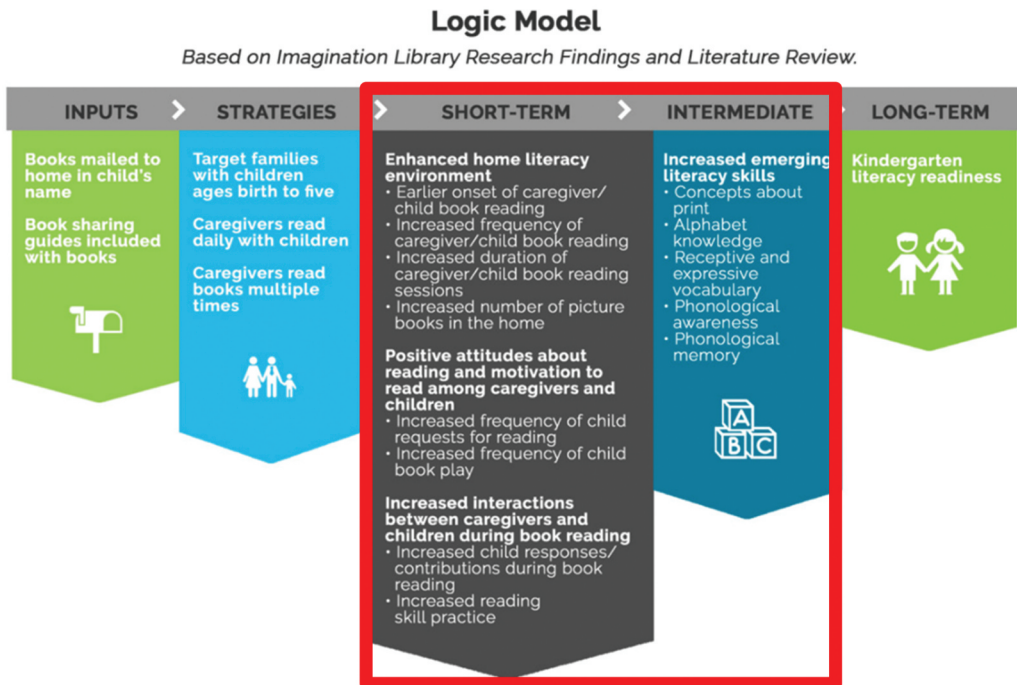 Logic Model
Based on Imagination Library Research Findings and Literature Review.
INPUTS
Books mailed to
home in child's
name
Book sharing
guides included
with books
STRATEGIES
Target families
with children
ages birth to five
Caregivers read
daily with children
Caregivers read
books multiple
times
SHORT-TERM
Enhanced home literacy
environment
• Earlier onset of caregiver/
child book reading
• Increased frequency of
caregiver/child book reading
• Increased duration of
caregiver/child book reading
sessions
• Increased number of picture
books in the home
Positive attitudes about
reading and motivation to
read among caregivers and
children
• Increased frequency of child
requests for reading
• Increased frequency of child
book play
Increased interactions
between caregivers and
children during book reading
• Increased child responses/
contributions during book
reading
• Increased reading
skill practice
INTERMEDIATE
Increased emerging
literacy skills
• Concepts about
print
• Alphabet
knowledge
• Receptive and
expressive
vocabulary
• Phonological
awareness
• Phonological
memory
A
B C
LONG-TERM
Kindergarten
literacy readiness